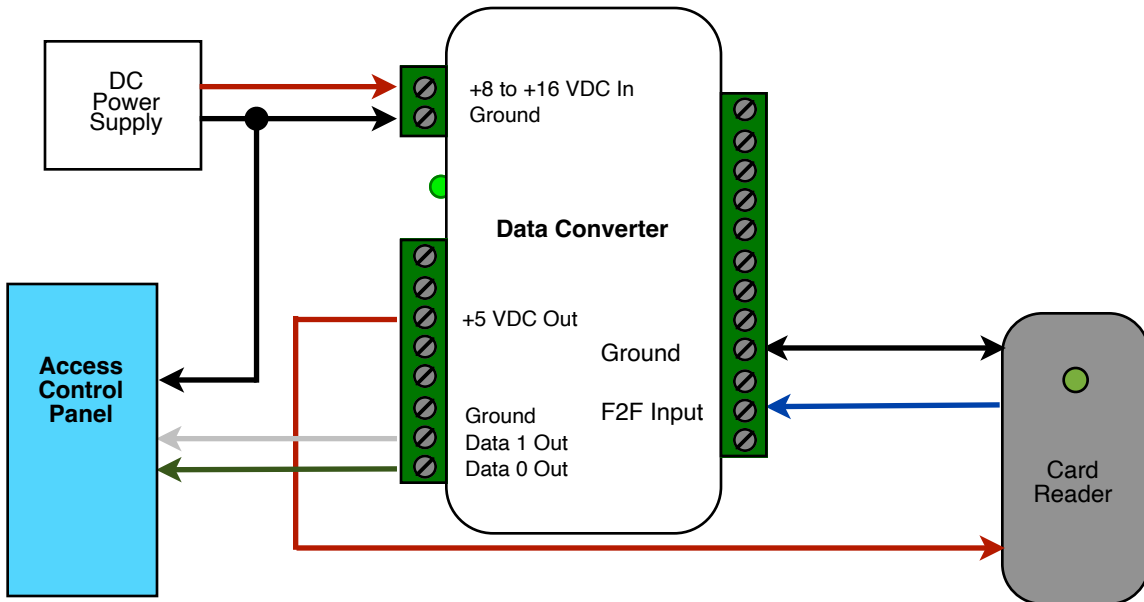 DC
Power
Supply
+8 to +16 VDC In
Ground
Data Converter
+5 VDC Out
Ground
F2F Input
Access
Control
Panel
Ground
Data 1 Out
Data 0 Out
Card
Reader